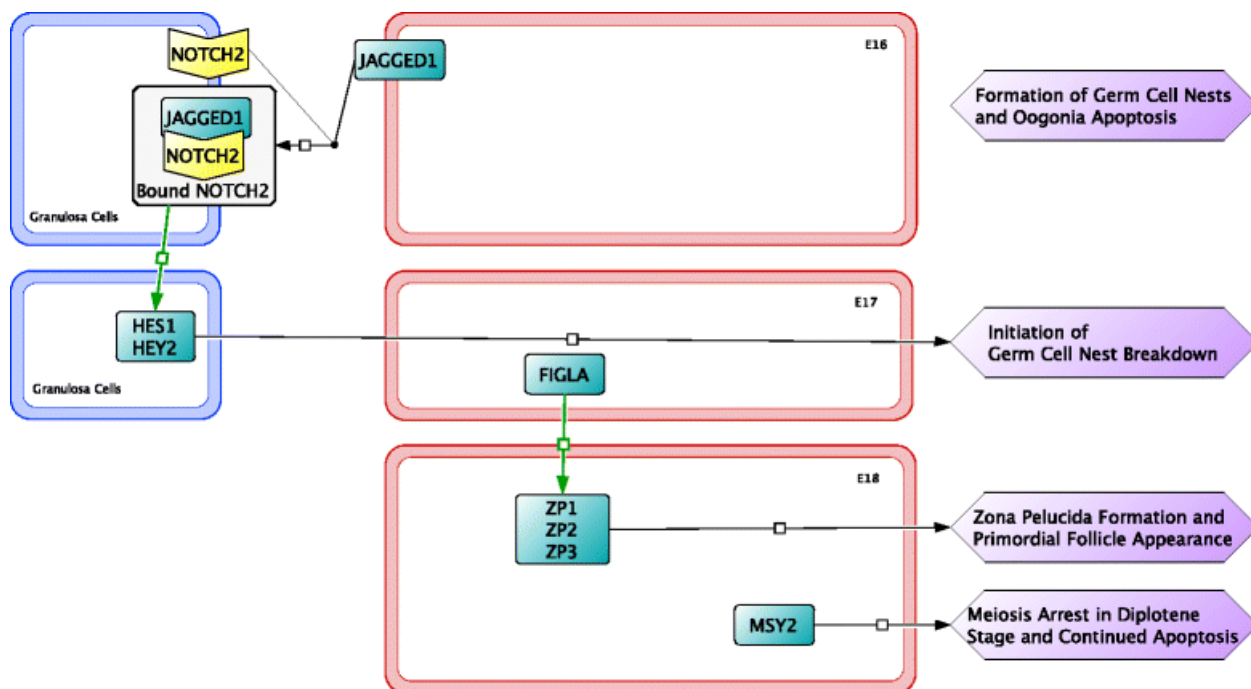 NOTCH2
JAGGED1
E16
JAGGED1
NOTCH2
Bound NOTCH2
Granulosa Cells
Formation of Germ Cell Nests
and Oogonia Apoptosis
E17
HES1
HEY2
FIGLA
Granulosa Cells
Initiation of
Germ Cell Nest Breakdown
E18
ZP1
ZP2
ZP3
Zona Pelucida Formation and
Primordial Follicle Appearance
MSY2
Meiosis Arrest in Diplotene
Stage and Continued Apoptosis